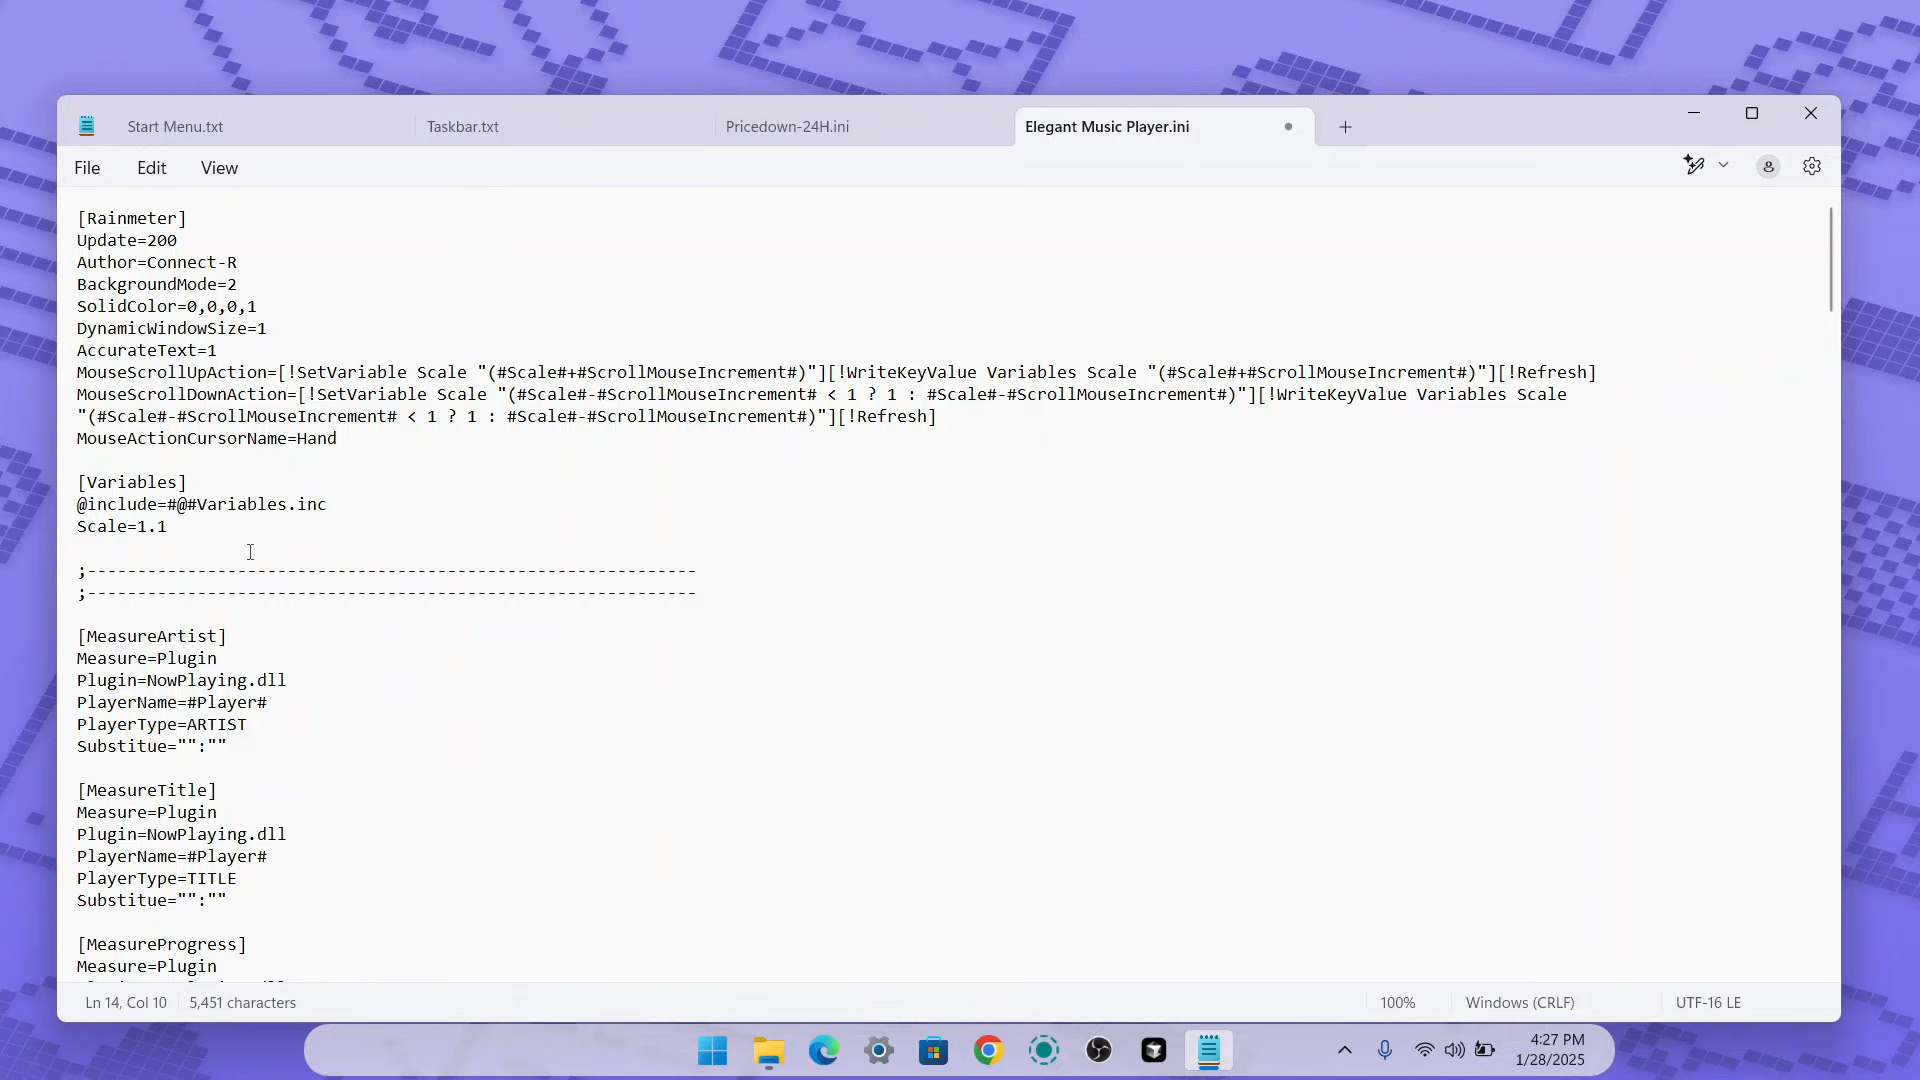 Start Menu.txt
Taskbar.txt
Pricedown-24H.ini
Elegant Music Player.ini
File
Edit
View
[Rainmeter]
Update=200
Author=Connect-R
BackgroundMode=2
SolidColor=0,0,0,1
DynamicWindowSize=1
AccurateText=1
MouseScrollUpAction=[!SetVariable Scale "(#Scale#+#ScrollMouseIncrement#)"][!WriteKeyValue Variables Scale "(#Scale#+#ScrollMouseIncrement#)"][!Refresh]
MouseScrollDownAction=[!SetVariable Scale "(#Scale#-#ScrollMouseIncrement# < 1 ? 1 : #Scale#-#ScrollMouseIncrement#)"][!WriteKeyValue Variables Scale
"(#Scale#-#ScrollMouseIncrement# < 1 ? 1 : #Scale#-#ScrollMouseIncrement#)"][!Refresh]
MouseActionCursorName=Hand
[Variables]
@include=#@#Variables.inc
Scale=1.1
;-------------------------------------------------------------
;-------------------------------------------------------------
[MeasureArtist]
Measure=Plugin
Plugin=NowPlaying.dll
PlayerName=#Player#
PlayerType=ARTIST
Substitue="":""
[MeasureTitle]
Measure=Plugin
Plugin=NowPlaying.dll
PlayerName=#Player#
PlayerType=TITLE
Substitue="":""
[MeasureProgress]
Measure=Plugin
Ln 14, Col 10
5,451 characters
100%
Windows (CRLF)
UTF-16 LE
4:27 PM
1/28/2025